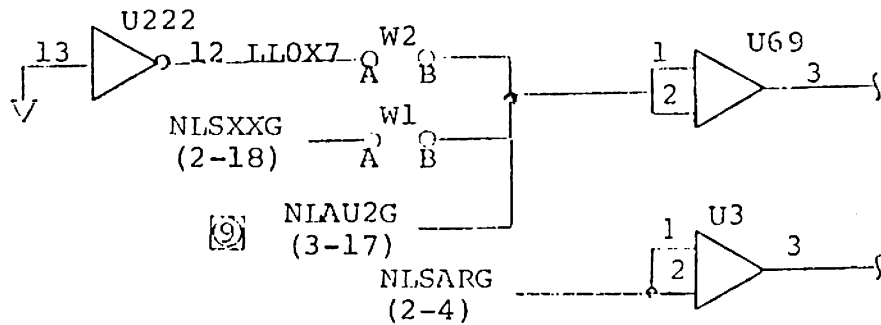 U222
13
12 LLOX7
W2
A B
U69
1
2
3
W1
NLSXXG
(2-18)
A B
9 NLAU2G
(3-17)
U3
1
2
3
NLSARG
(2-4)